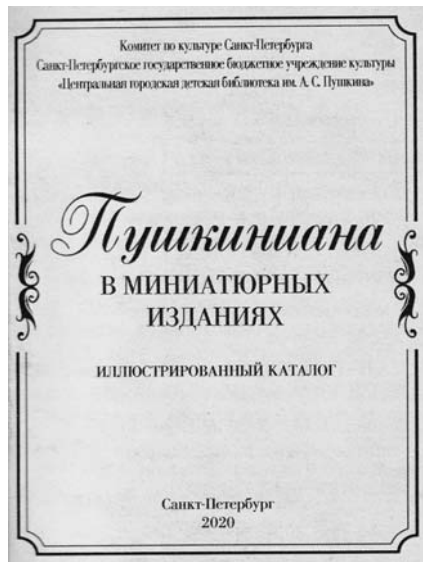 Комитет по культуре Санкт-Петербурга
Санкт-Петербургское государственное бюджетное учреждение культуры
«Центральная городская детская библиотека им. А. С. Пушкина»
Пушкиниана
В МИНИАТЮРНЫХ
ИЗДАНИЯХ
ИЛЛЮСТРИРОВАННЫЙ КАТАЛОГ
Санкт-Петербург
2020